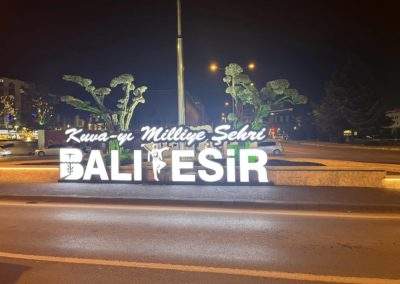 Kuva-yı Milliye Şehri
BALIKESİR